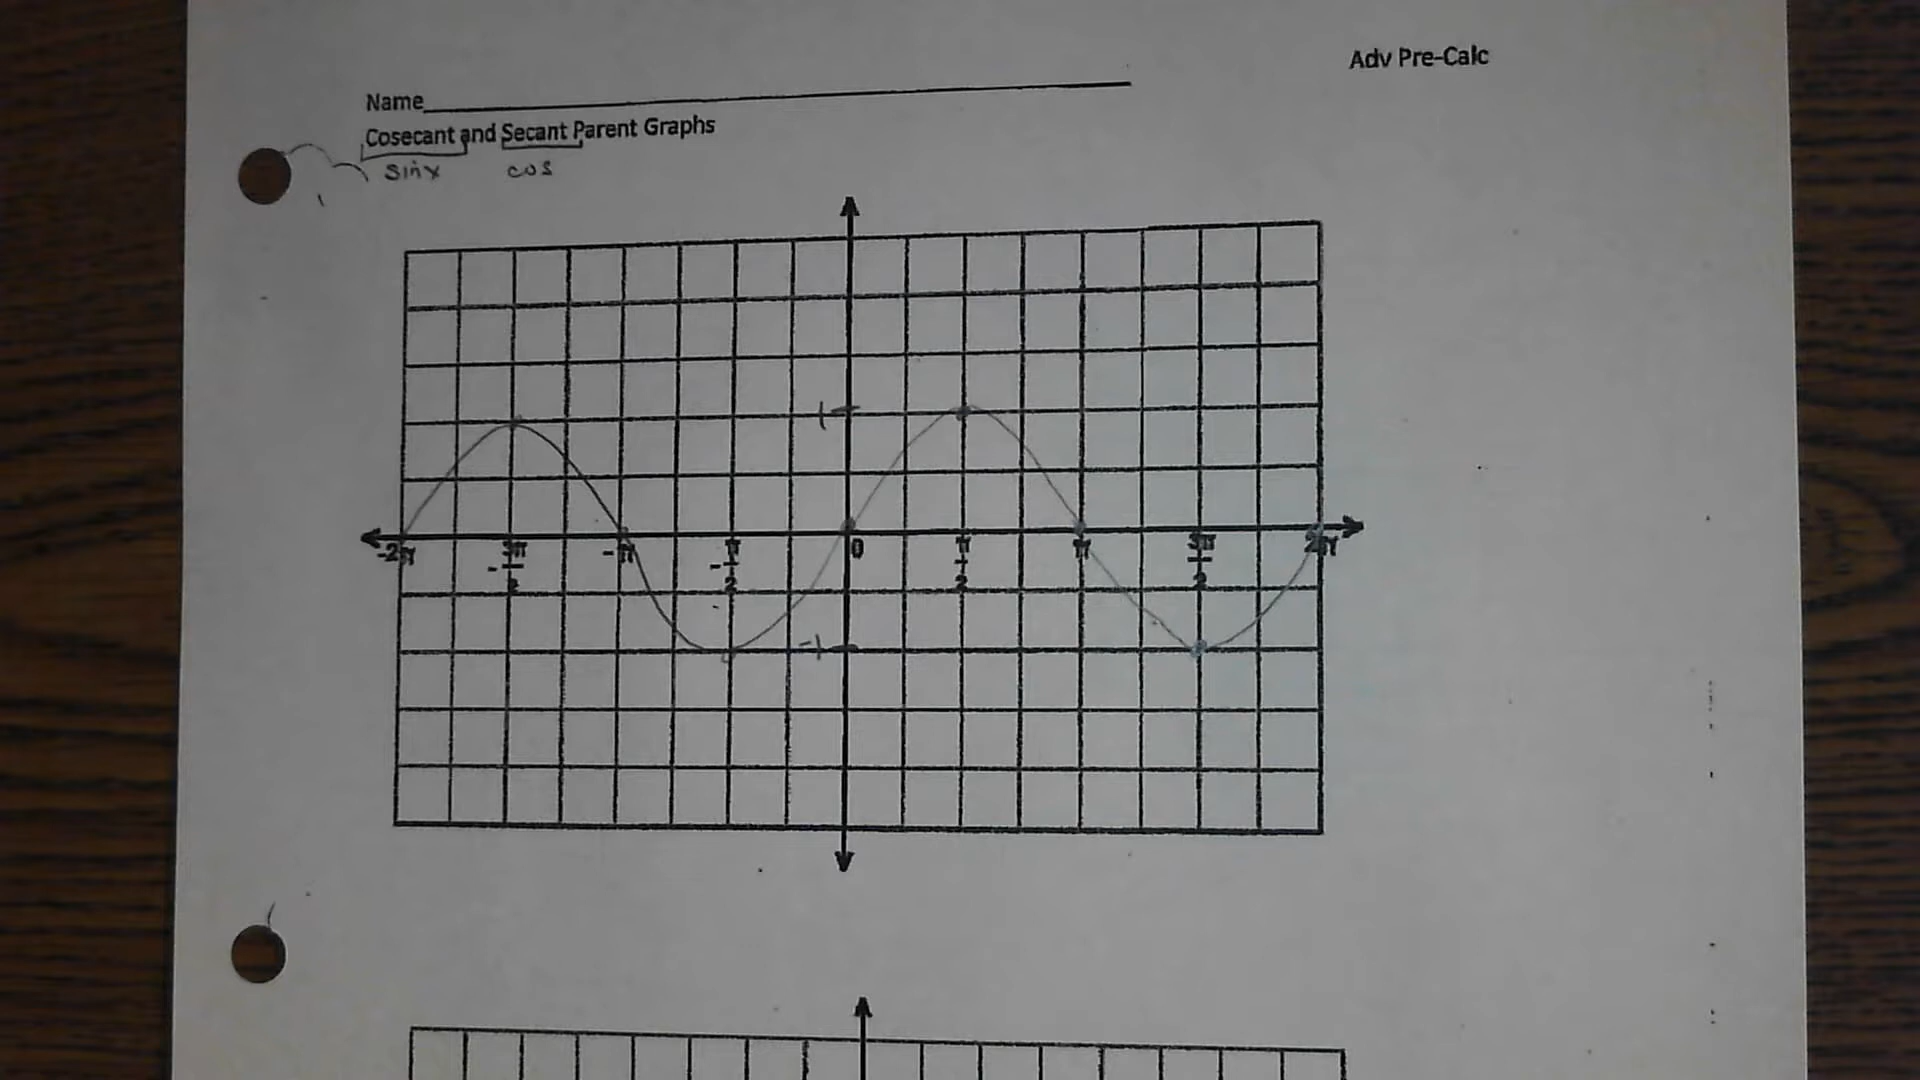 Adv Pre-Calc
Name
Cosecant and Secant Parent Graphs
sinx cos
1
-2π -3π/2 -π -π/2 0 π/2 π 3π/2 2π
-1